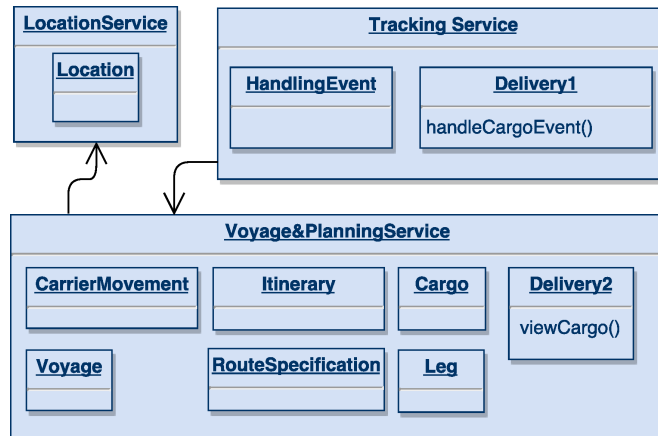 LocationService
Location
Tracking Service
HandlingEvent
Delivery1
handleCargoEvent()
Voyage&PlanningService
CarrierMovement
Itinerary
Cargo
Delivery2
viewCargo()
Voyage
RouteSpecification
Leg